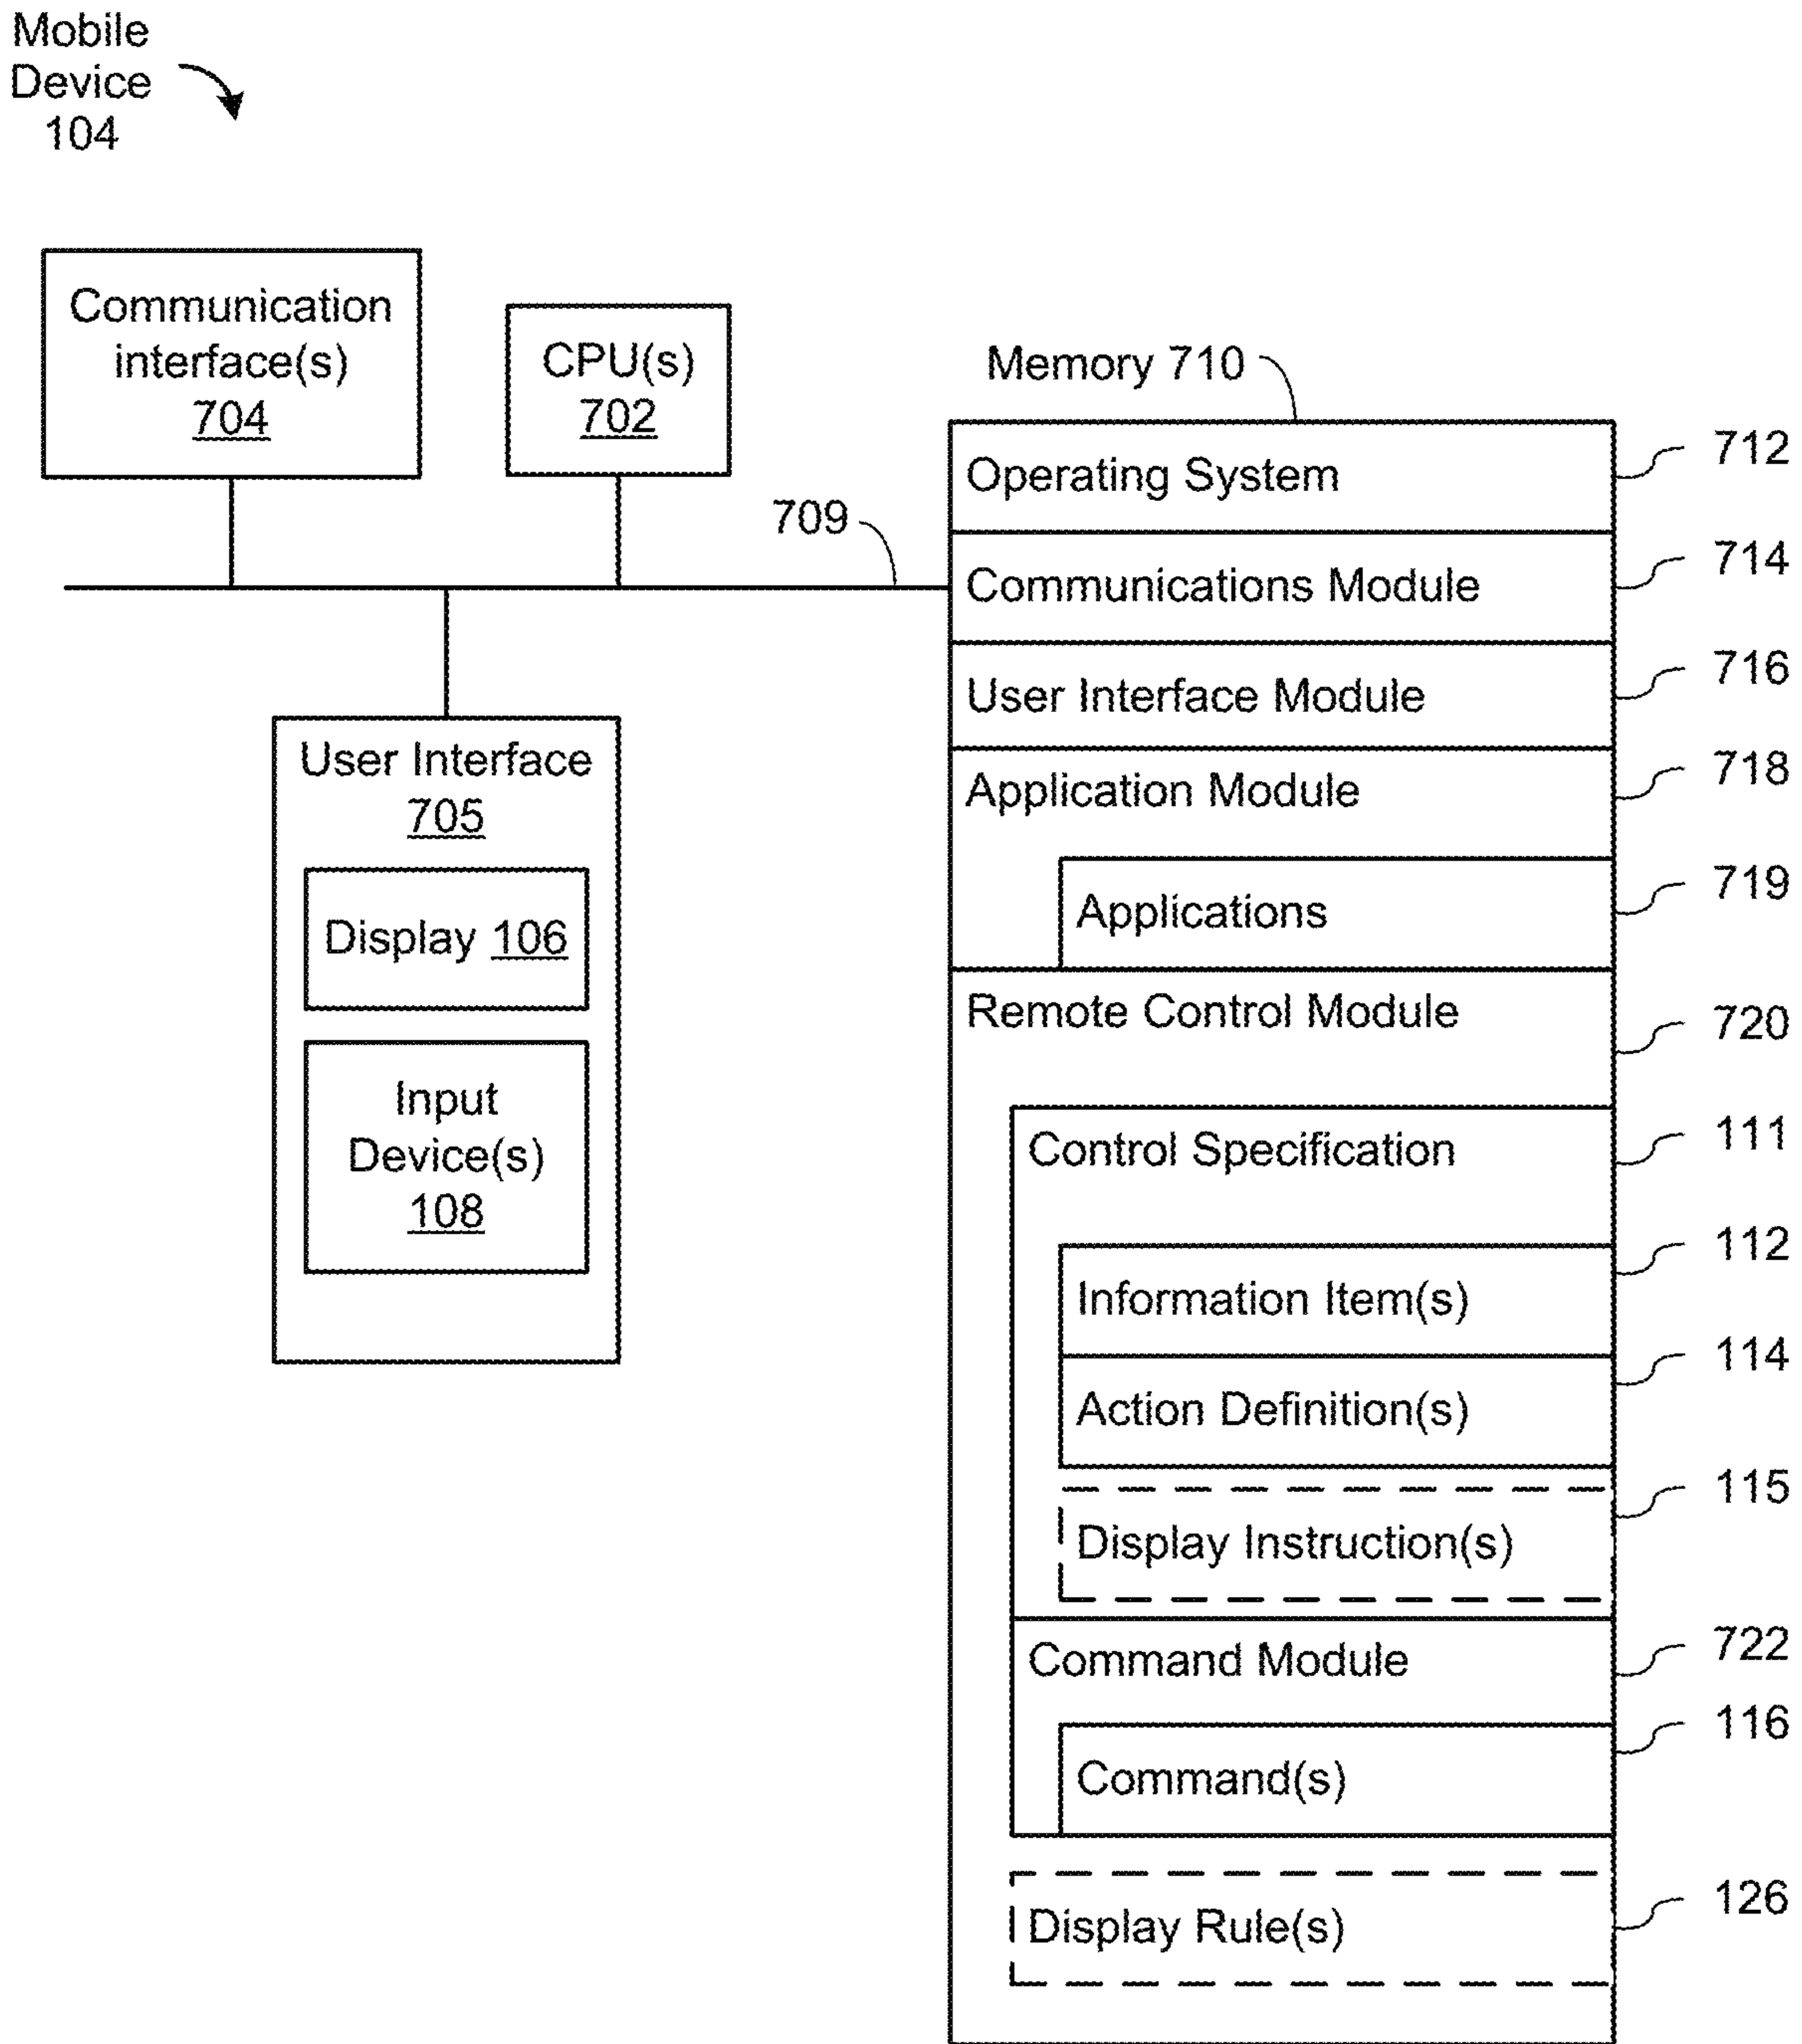 Mobile
Device
104
Communication
interface(s)
704
CPU(s)
702
709
User Interface
705
Display 106
Input
Device(s)
108
Memory 710
Operating System
712
Communications Module
714
User Interface Module
716
Application Module
718
Applications
719
Remote Control Module
720
Control Specification
111
Information Item(s)
112
Action Definition(s)
114
Display Instruction(s)
115
Command Module
722
Command(s)
116
Display Rule(s)
126